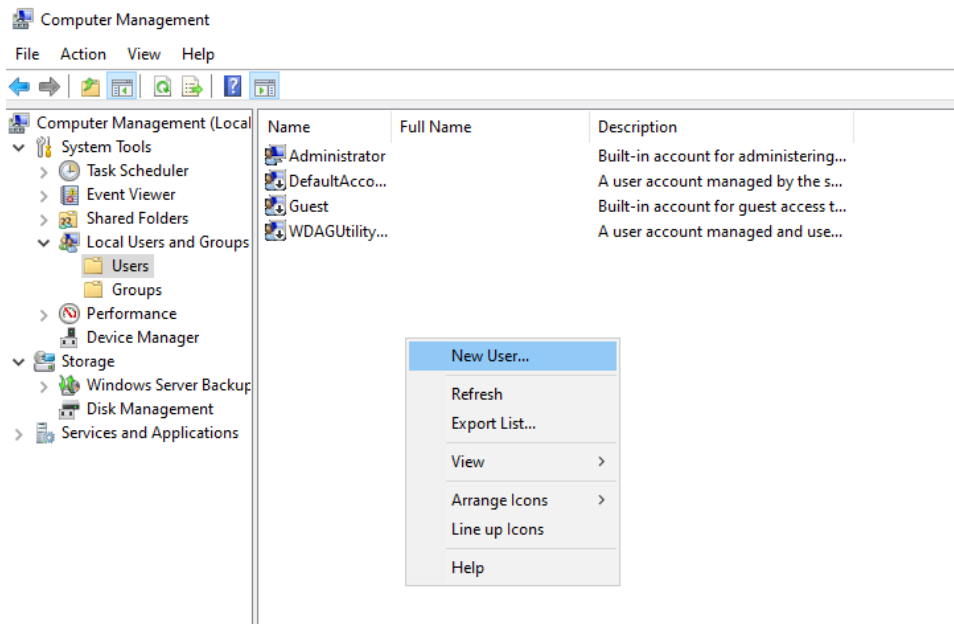 Computer Management
File Action View Help
Computer Management (Local
System Tools
Task Scheduler
Event Viewer
Shared Folders
Local Users and Groups
Users
Groups
Performance
Device Manager
Storage
Windows Server Backup
Disk Management
Services and Applications
Name Full Name Description
Administrator Built-in account for administering...
DefaultAcco... A user account managed by the s...
Guest Built-in account for guest access t...
WDAGUtility... A user account managed and use...
New User...
Refresh
Export List...
View
Arrange Icons
Line up Icons
Help